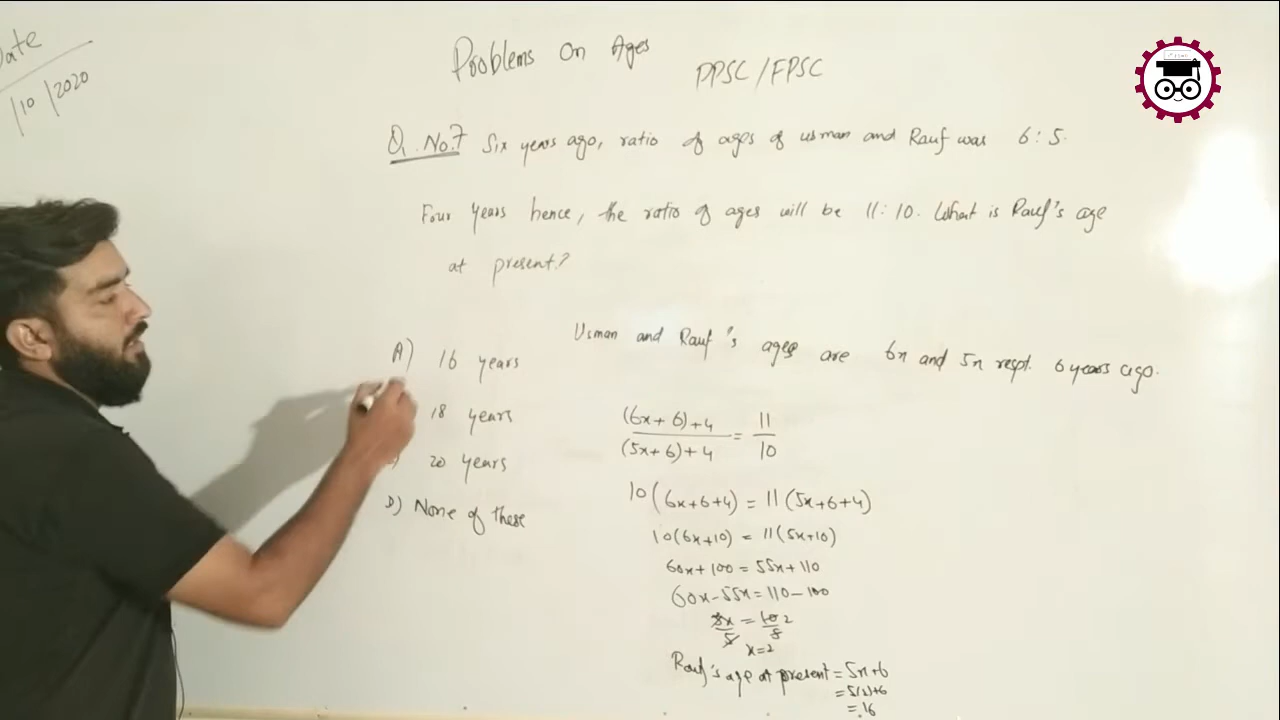 Date
/10/2020
Problems On Ages
PPSC/FPSC
Q.No.7 Six years ago, ratio of ages of usman and Rauf was 6:5.
Four years hence, the ratio of ages will be 11:10. What is Rauf's age
at present?
A) 16 years
18 years
20 years
D) None of these
Usman and Rauf's ages are 6x and 5x respt. 6 years ago.
(6x+6)+4 / (5x+6)+4 = 11/10
10(6x+6+4) = 11(5x+6+4)
10(6x+10) = 11(5x+10)
60x+100 = 55x+110
60x-55x = 110-100
5x/5 = 10/5 2
x=2
Rauf's age at present = 5x+6
= 5(2)+6
= 16